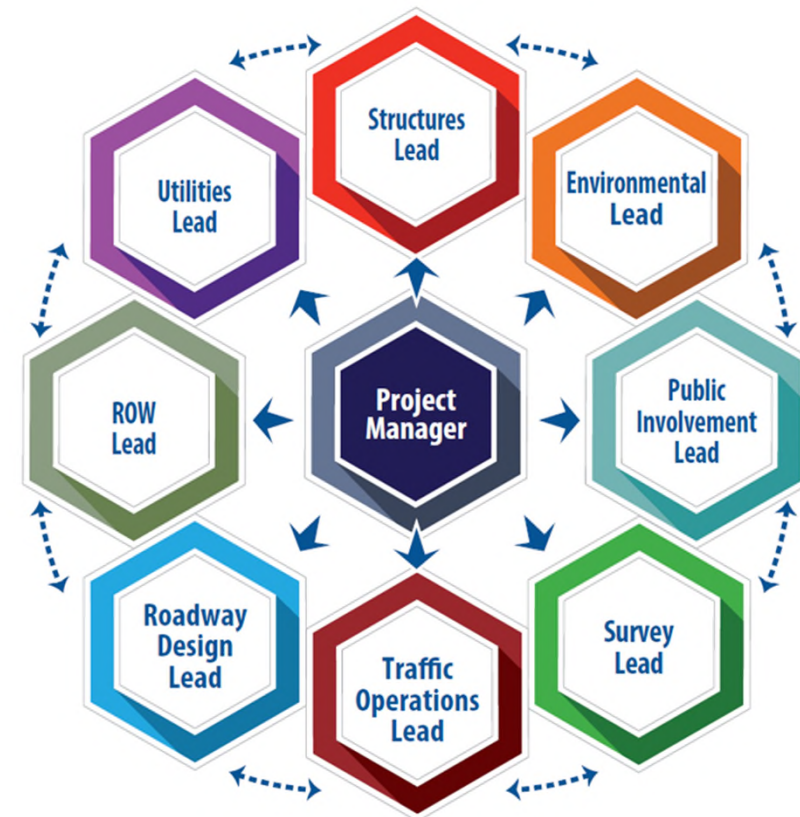 Structures
Lead
Utilities
Lead
Environmental
Lead
ROW
Lead
Project
Manager
Public
Involvement
Lead
Roadway
Design
Lead
Traffic
Operations
Lead
Survey
Lead